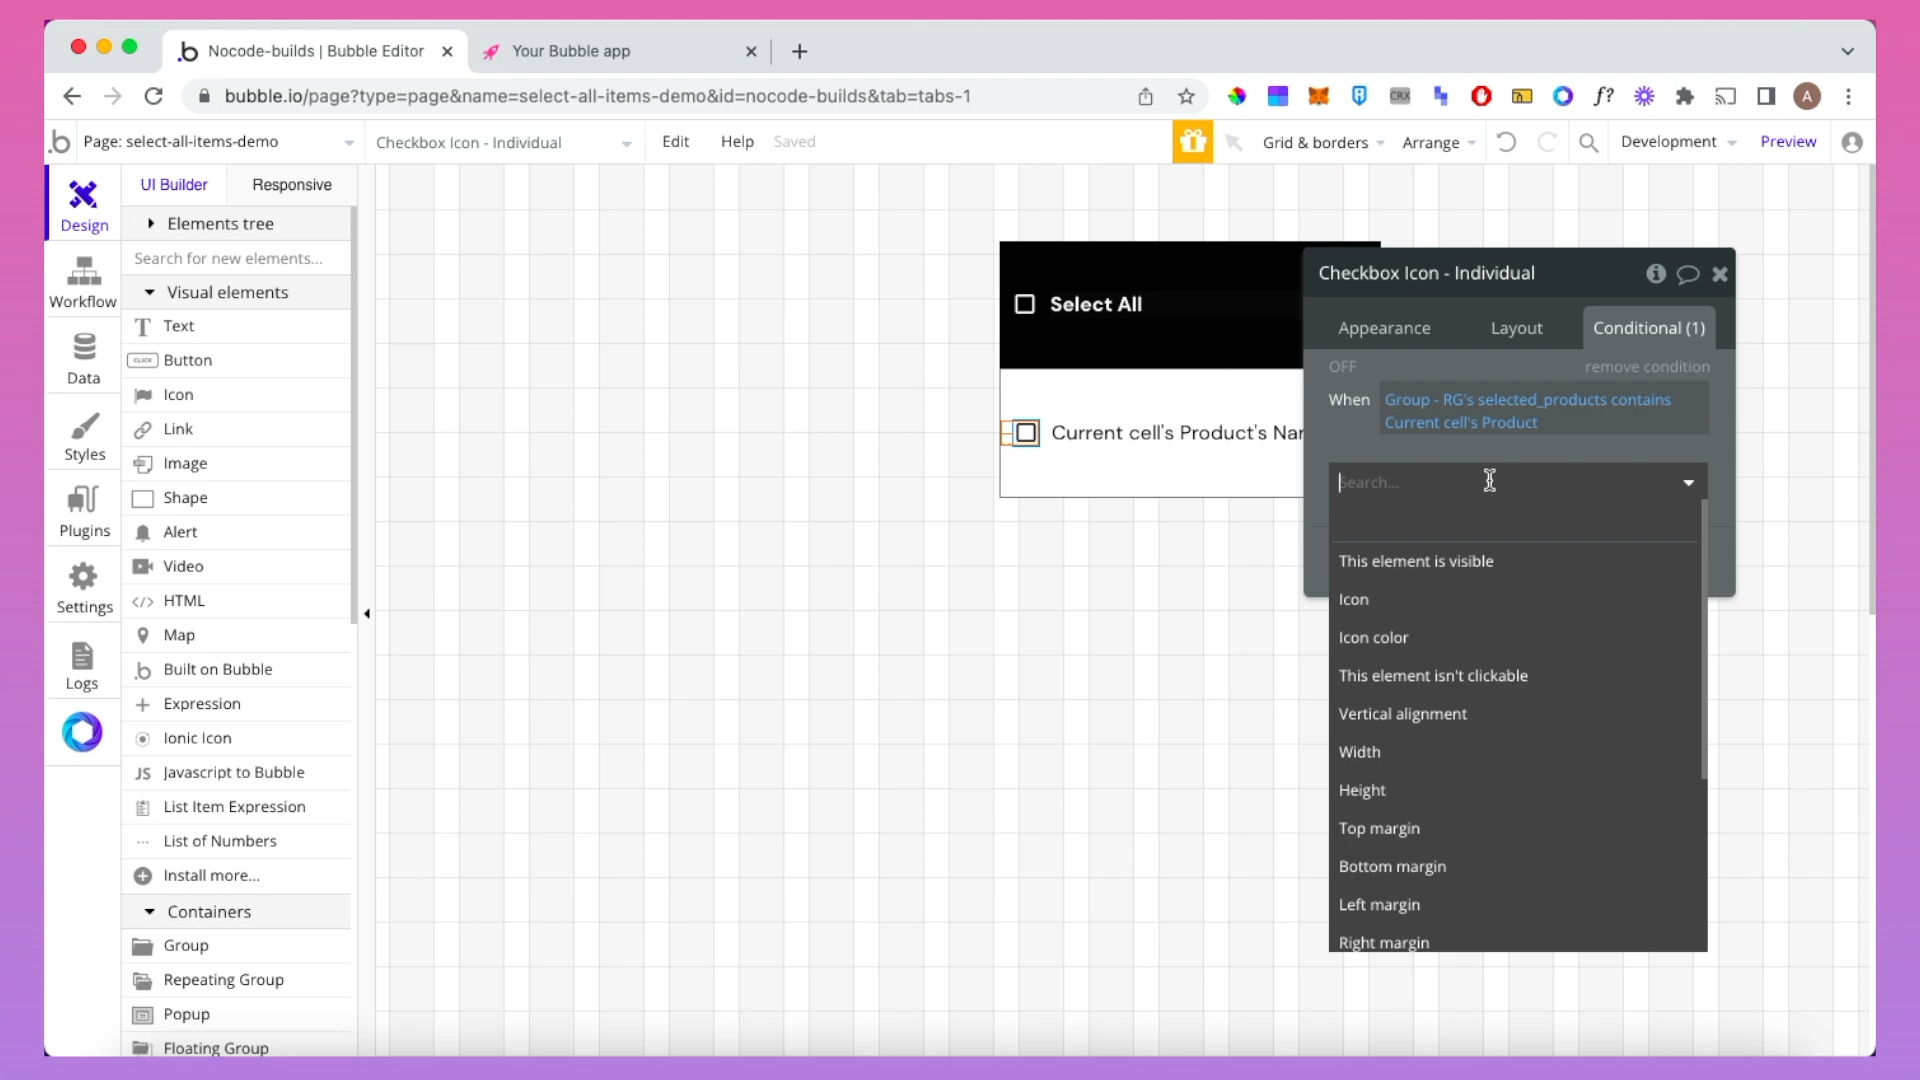 Nocode-builds | Bubble Editor
Your Bubble app
bubble.io/page?type=page&name=select-all-items-demo&id=nocode-builds&tab=tabs-1
CRX
f?
A
Page: select-all-items-demo
Checkbox Icon - Individual
Edit
Help
Saved
Grid & borders
Arrange
Development
Preview
Design
Workflow
Data
Styles
Plugins
Settings
Logs
UI Builder
Responsive
Elements tree
Search for new elements...
Visual elements
Text
CLICK
Button
Icon
Link
Image
Shape
Alert
Video
HTML
Map
Built on Bubble
Expression
Ionic Icon
JS Javascript to Bubble
List Item Expression
List of Numbers
Install more...
Containers
Group
Repeating Group
Popup
Floating Group
Select All
Current cell's Product's Nar
Checkbox Icon - Individual
Appearance
Layout
Conditional (1)
OFF
remove condition
When
Group - RG's selected_products contains
Current cell's Product
Search...
This element is visible
Icon
Icon color
This element isn't clickable
Vertical alignment
Width
Height
Top margin
Bottom margin
Left margin
Right margin